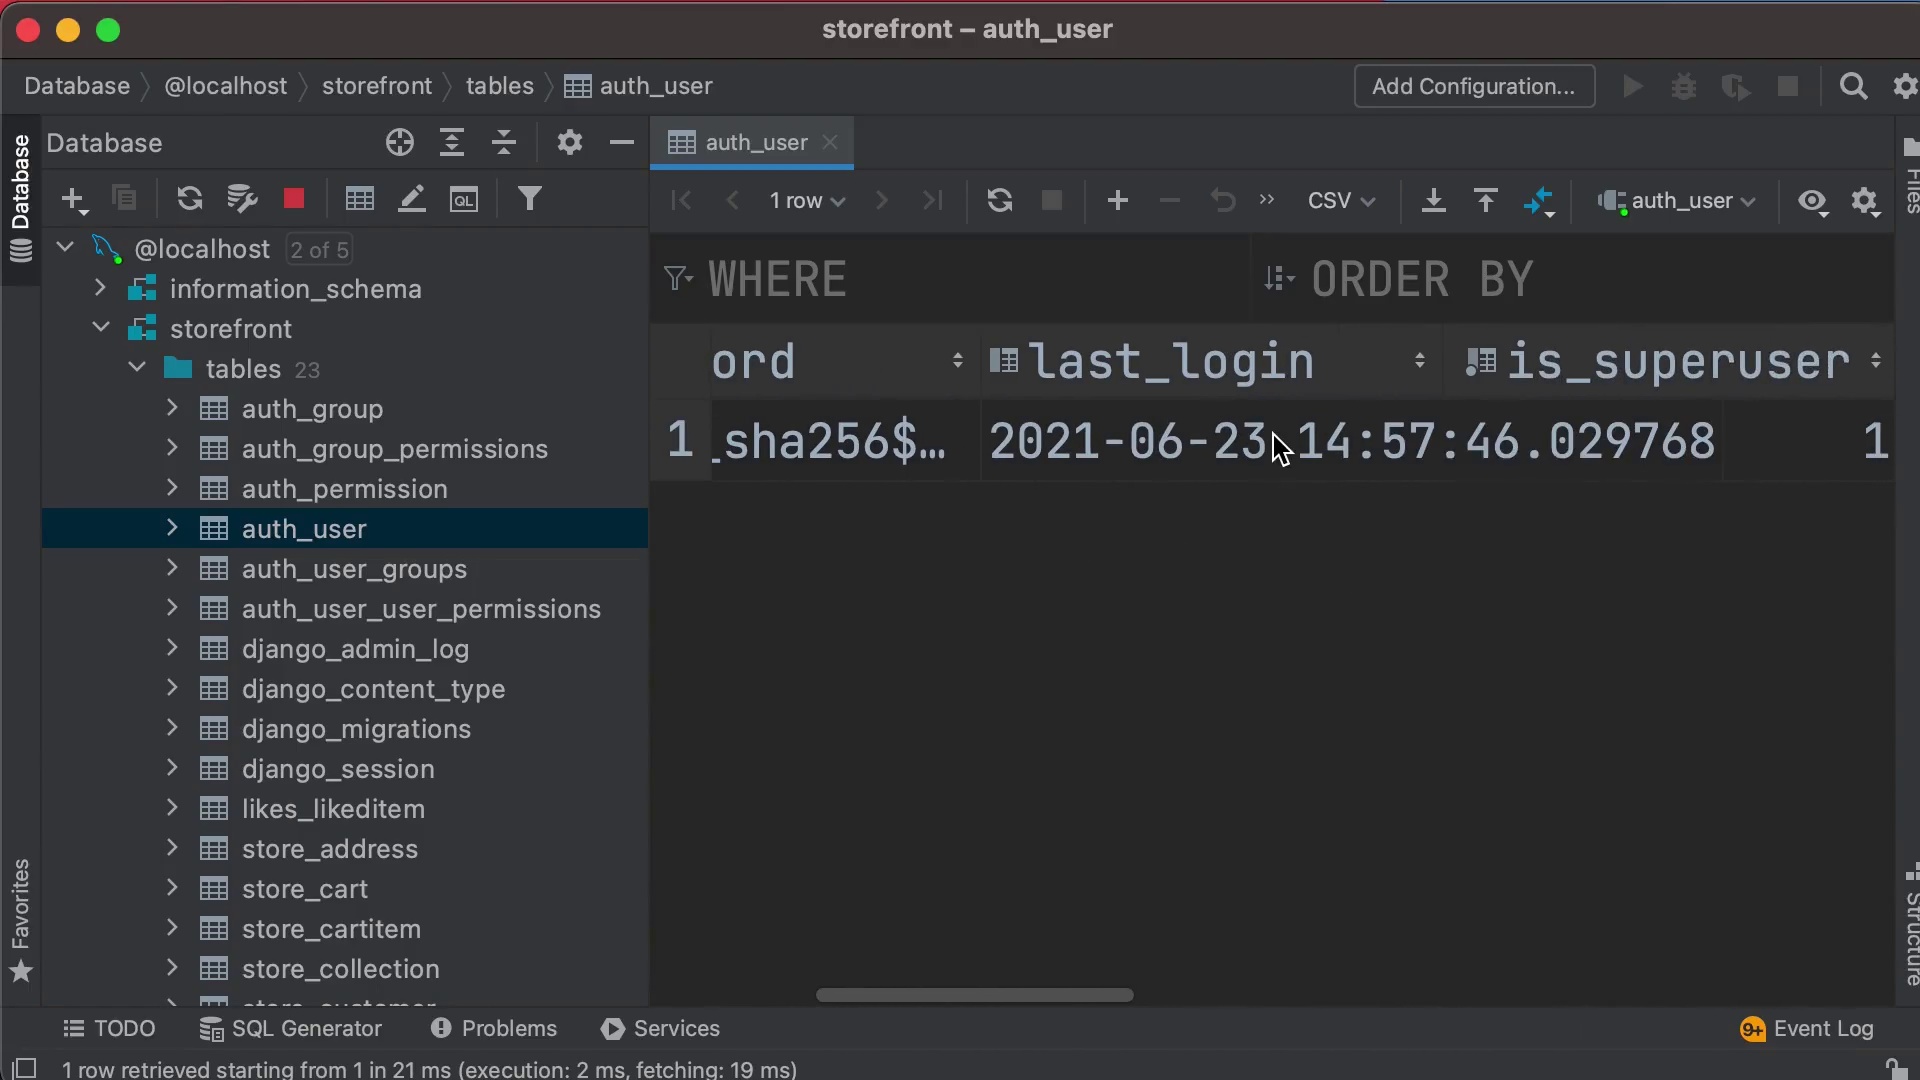 storefront – auth_user
Database @localhost storefront tables auth_user
Add Configuration...
Database
Database
auth_user
1 row
CSV
auth_user
Files
@localhost 2 of 5
information_schema
storefront
tables 23
auth_group
auth_group_permissions
auth_permission
auth_user
auth_user_groups
auth_user_user_permissions
django_admin_log
django_content_type
django_migrations
django_session
likes_likeditem
store_address
store_cart
store_cartitem
store_collection
WHERE
ORDER BY
ord last_login is_superuser
1 _sha256$… 2021-06-23 14:57:46.029768 1
Favorites
Structure
TODO SQL Generator Problems Services
9+ Event Log
1 row retrieved starting from 1 in 21 ms (execution: 2 ms, fetching: 19 ms)